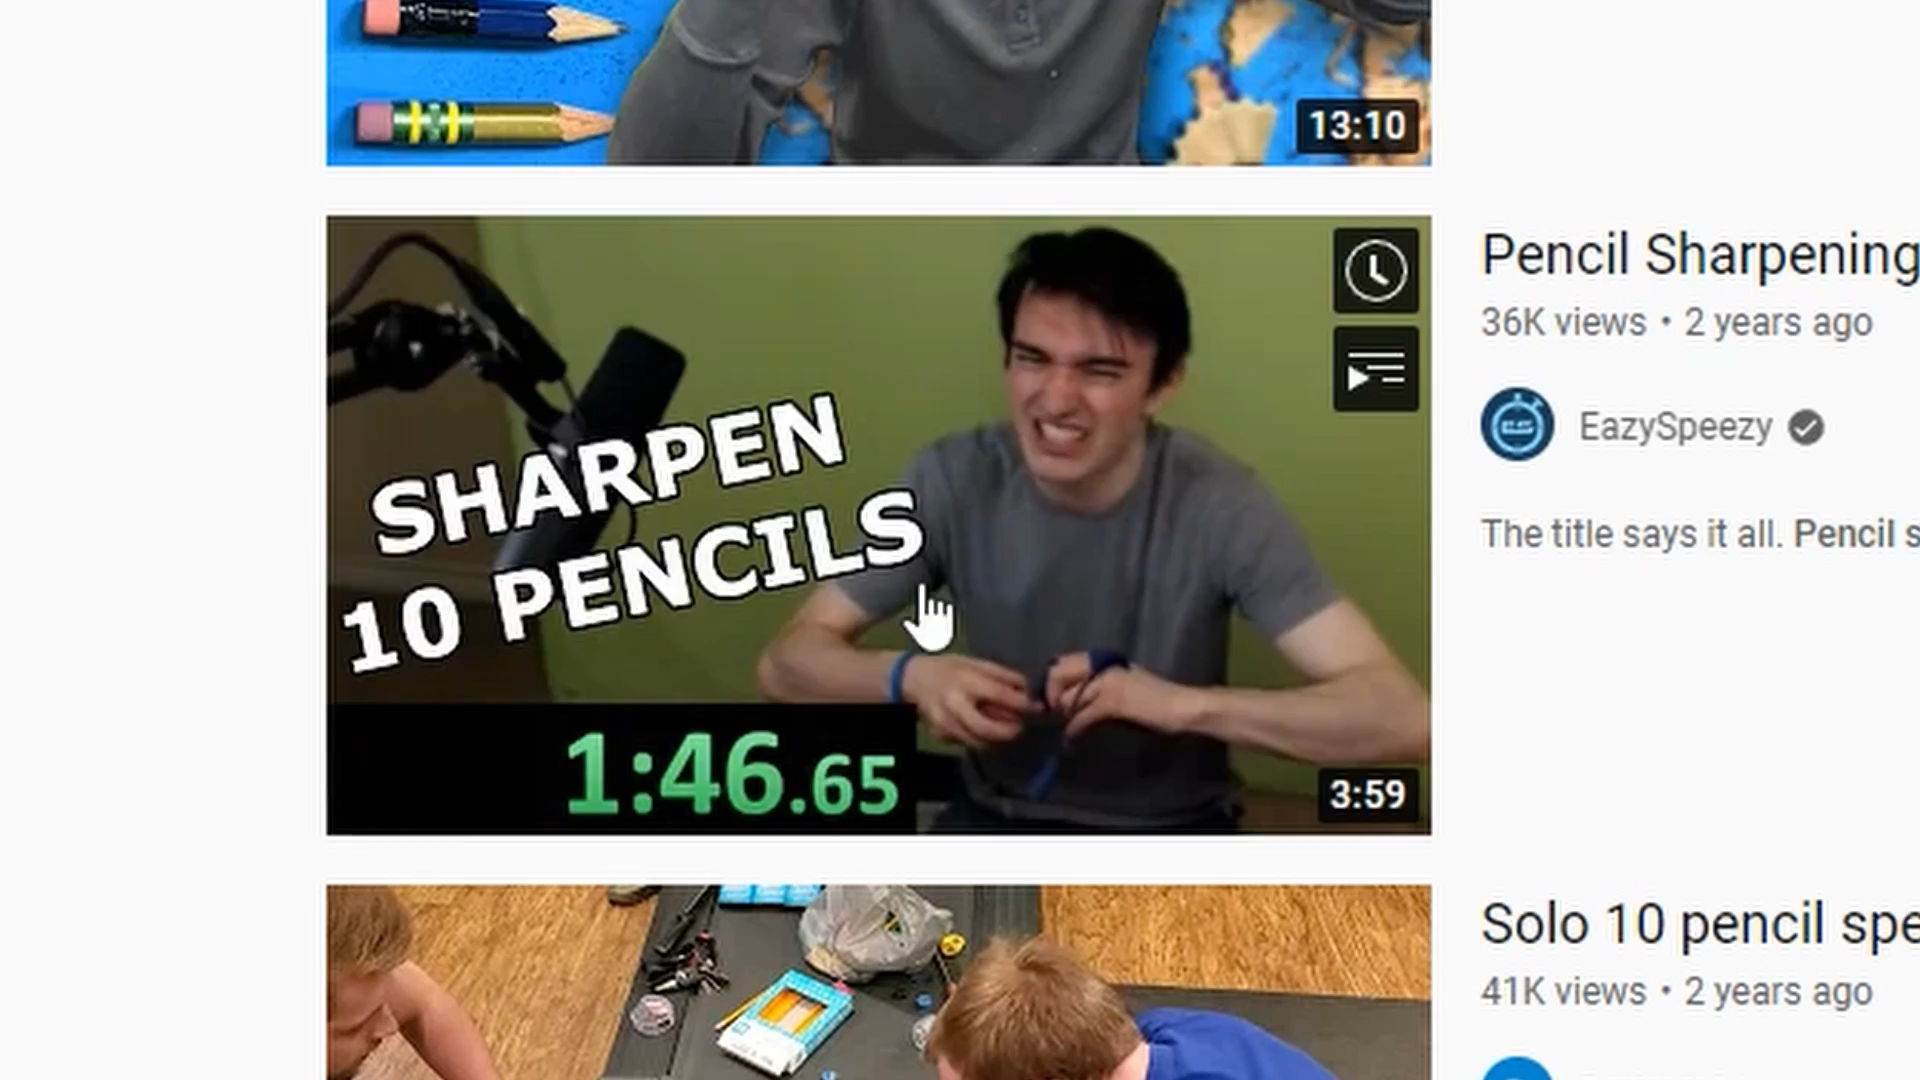 13:10
SHARPEN
10 PENCILS
1:46.65
3:59
Pencil Sharpening
36K views • 2 years ago
EazySpeezy
The title says it all. Pencil s
Solo 10 pencil spe
41K views • 2 years ago